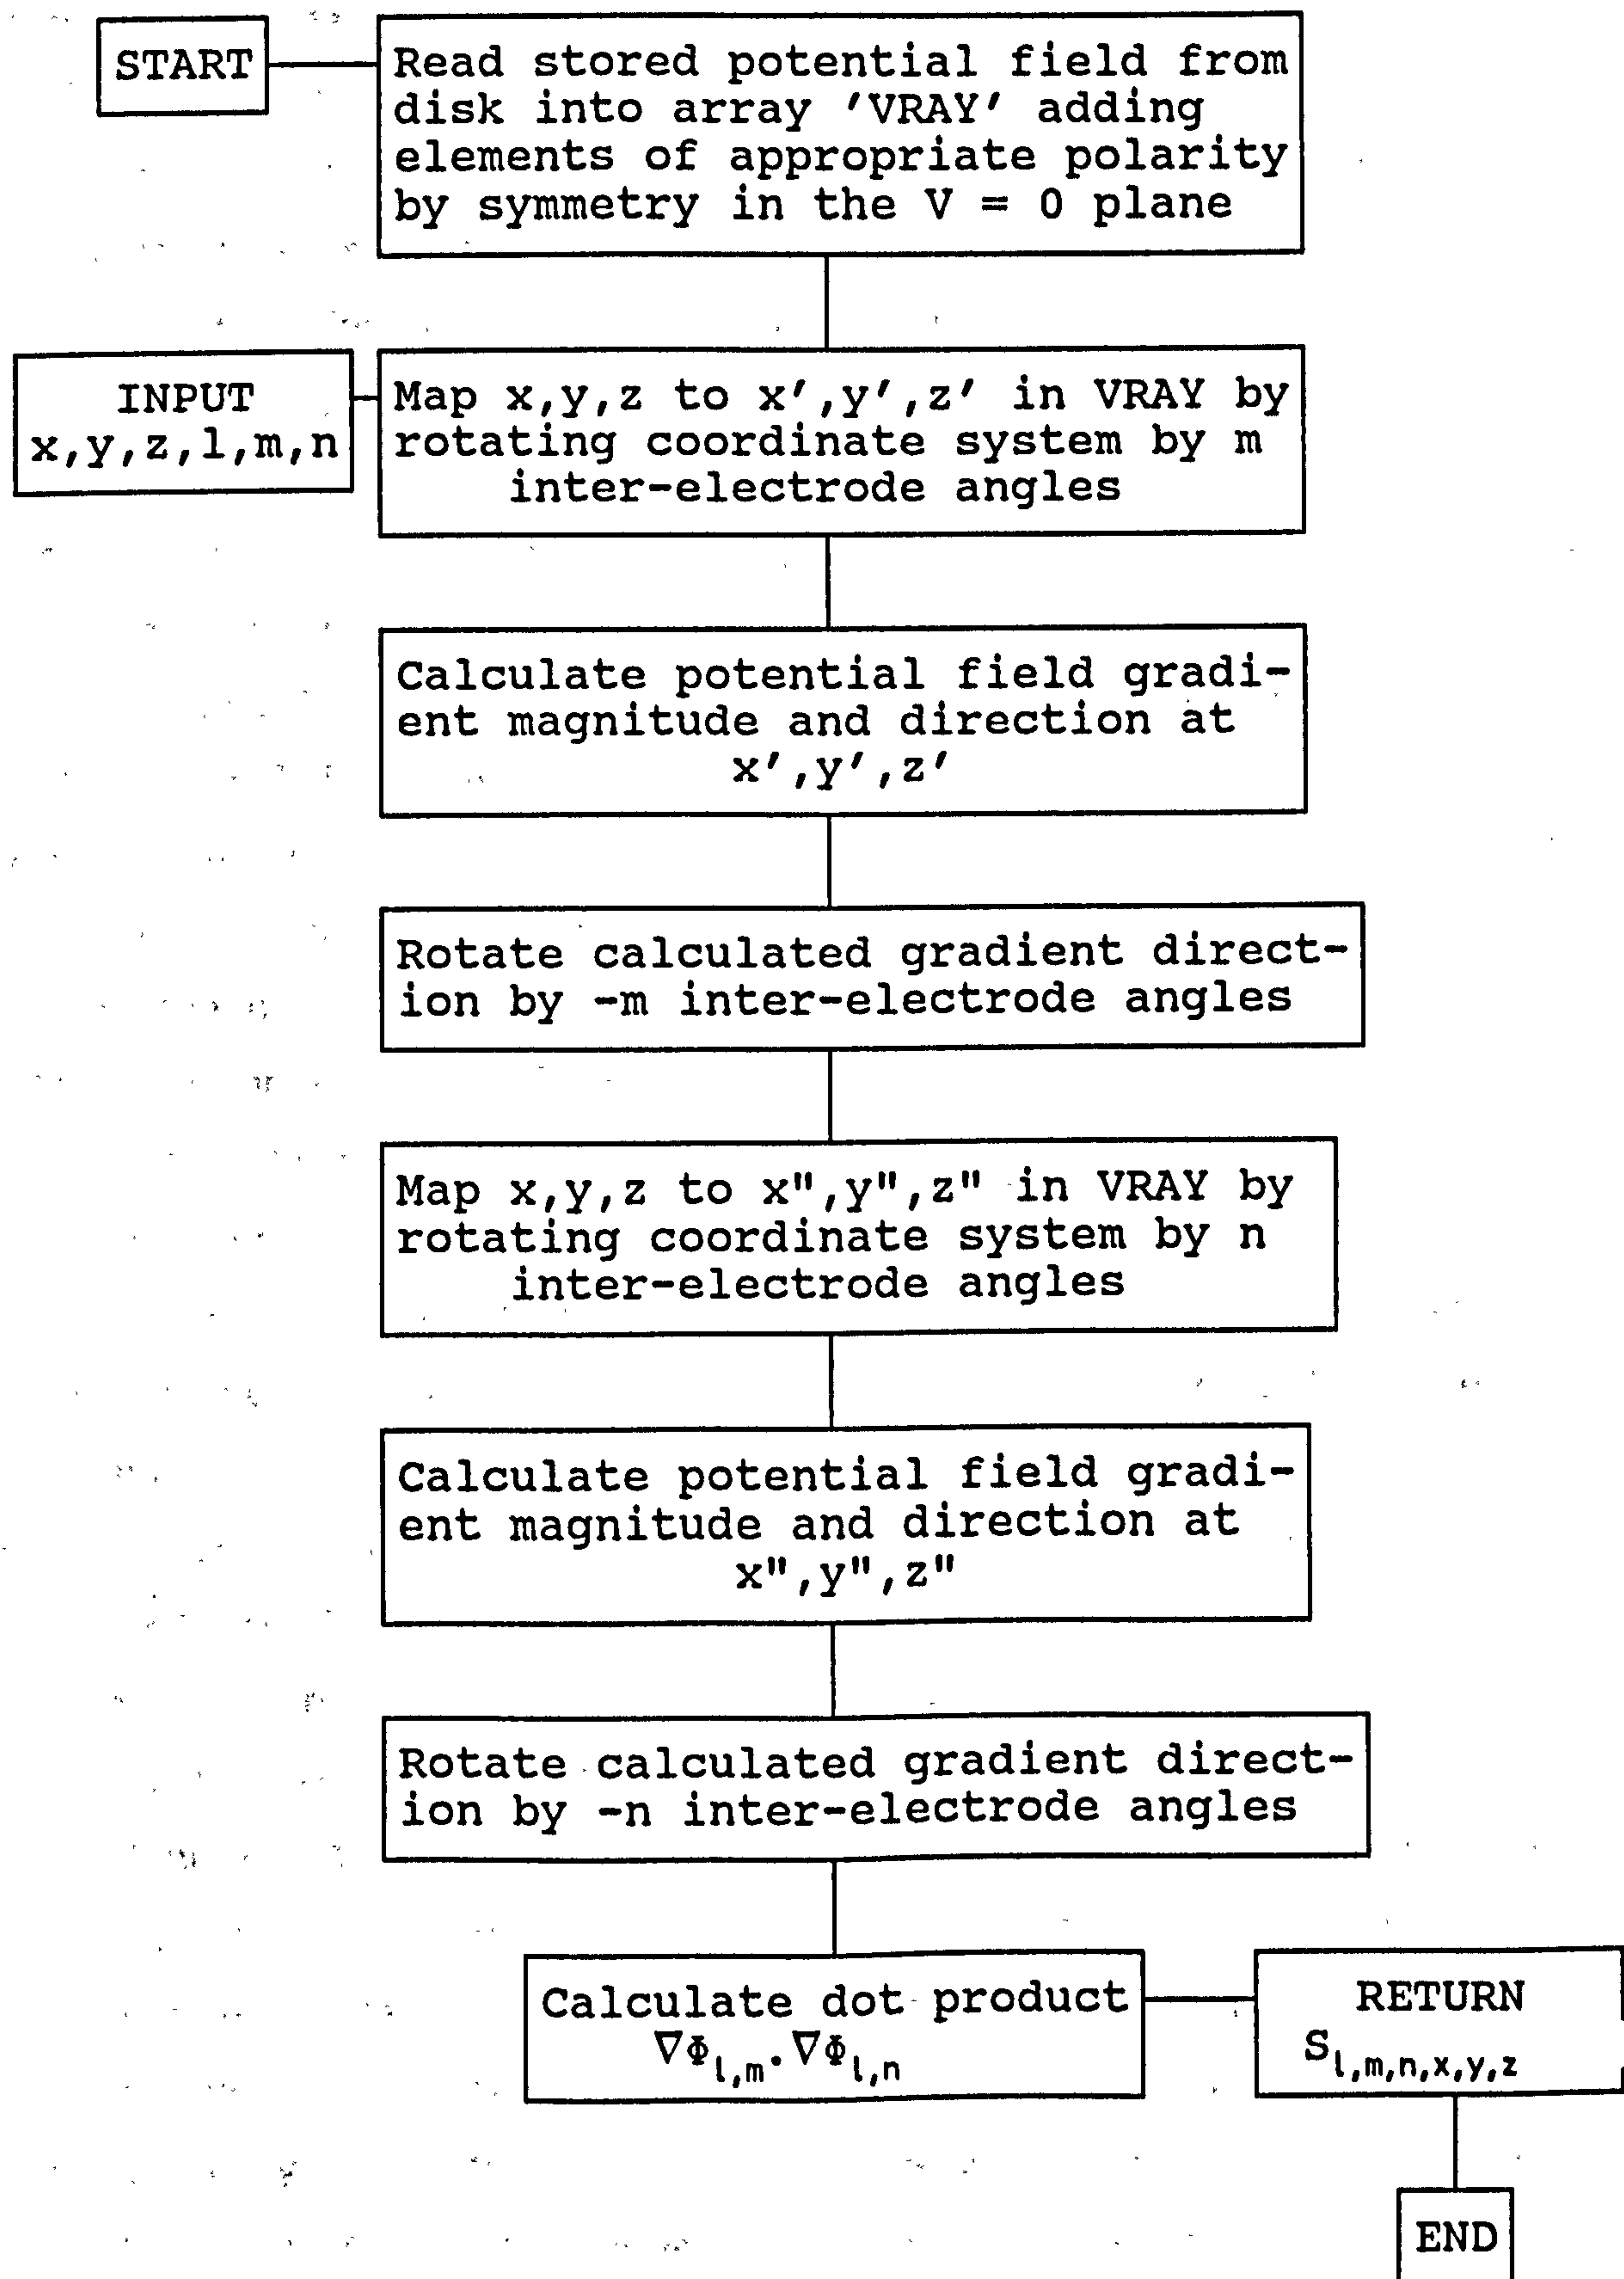 START
Read stored potential field from
disk into array 'VRAY' adding
elements of appropriate polarity
by symmetry in the V = 0 plane
INPUT
x,y,z,l,m,n
Map x,y,z to x',y',z' in VRAY by
rotating coordinate system by m
inter-electrode angles
Calculate potential field gradi-
ent magnitude and direction at
x',y',z'
Rotate calculated gradient direct-
ion by -m inter-electrode angles
Map x,y,z to x",y",z" in VRAY by
rotating coordinate system by n
inter-electrode angles
Calculate potential field gradi-
ent magnitude and direction at
x",y",z"
Rotate calculated gradient direct-
ion by -n inter-electrode angles
Calculate dot product
∇Φl,m.∇Φl,n
RETURN
Sl,m,n,x,y,z
END